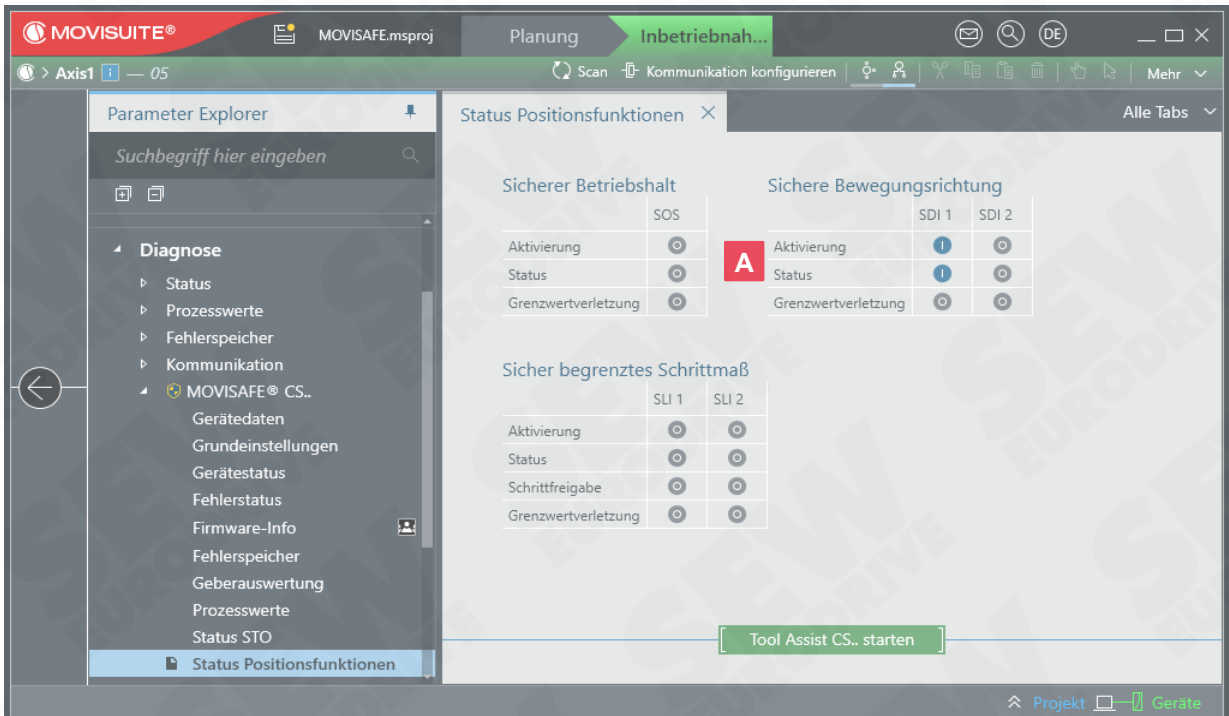 MOVISUITE®
MOVISAFE.msproj
Planung
Inbetriebnah...
DE
> Axis1 i — 05
Scan
Kommunikation konfigurieren
Mehr
Parameter Explorer
Suchbegriff hier eingeben
Diagnose
Status
Prozesswerte
Fehlerspeicher
Kommunikation
MOVISAFE® CS..
Gerätedaten
Grundeinstellungen
Gerätestatus
Fehlerstatus
Firmware-Info
Fehlerspeicher
Geberauswertung
Prozesswerte
Status STO
Status Positionsfunktionen
Status Positionsfunktionen
Alle Tabs
Sicherer Betriebshalt
SOS
Aktivierung
Status
Grenzwertverletzung
A
Sichere Bewegungsrichtung
SDI 1 SDI 2
Aktivierung
Status
Grenzwertverletzung
Sicher begrenztes Schrittmaß
SLI 1 SLI 2
Aktivierung
Status
Schrittfreigabe
Grenzwertverletzung
Tool Assist CS.. starten
Projekt
Geräte
SEW
EURODRIVE